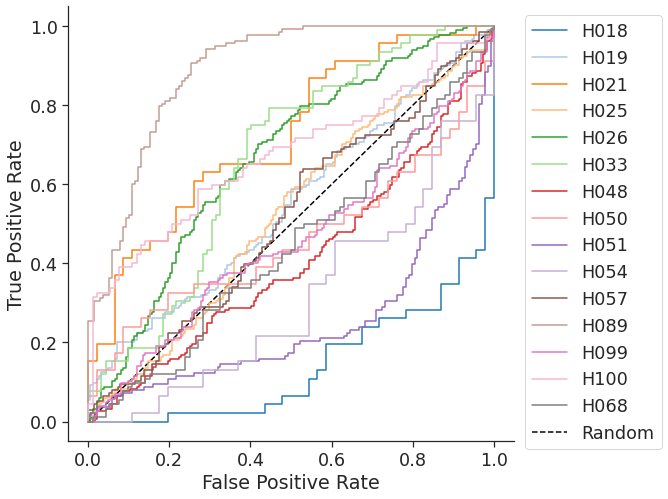 1.0
0.8
0.6
0.4
0.2
0.0
True Positive Rate
0.0 0.2 0.4 0.6 0.8 1.0
False Positive Rate
H018
H019
H021
H025
H026
H033
H048
H050
H051
H054
H057
H089
H099
H100
H068
Random